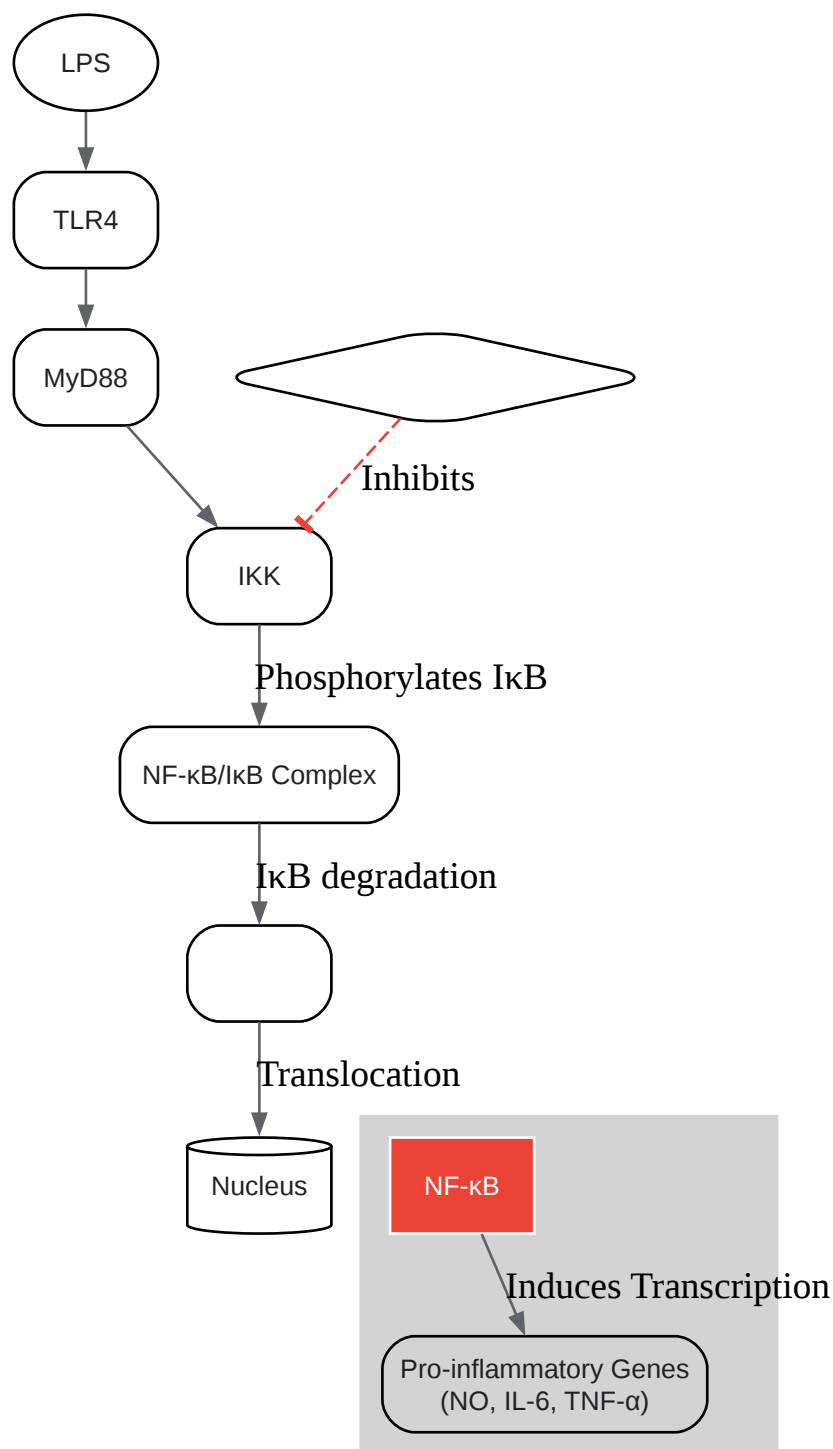 LPS
TLR4
MyD88
Inhibits
IKK
Phosphorylates IκB
NF-κB/IκB Complex
IκB degradation
Translocation
Nucleus
NF-κB
Induces Transcription
Pro-inflammatory Genes
(NO, IL-6, TNF-α)